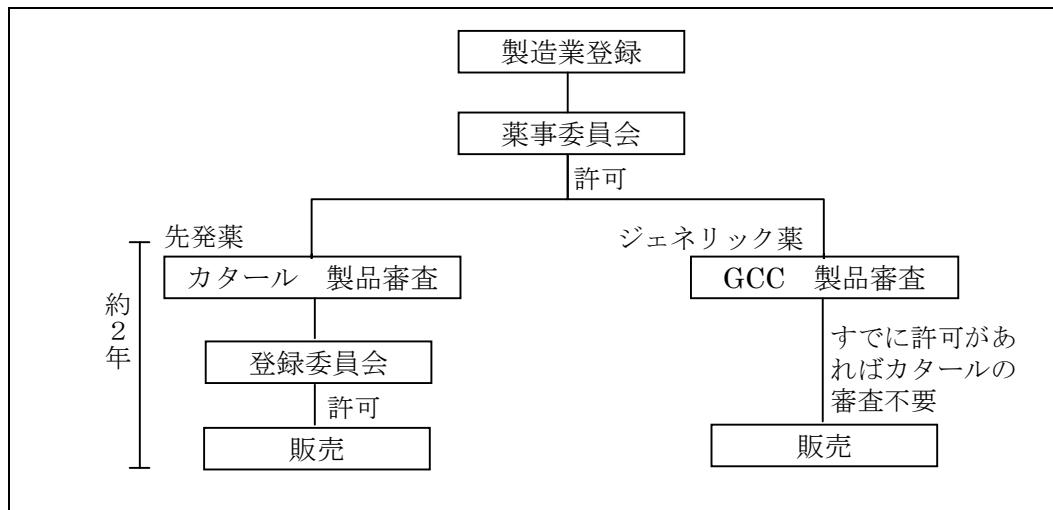 製造業登録
薬事委員会
許可
先発薬
カタール　製品審査
登録委員会
許可
販売
約2年
ジェネリック薬
GCC　製品審査
すでに許可があ
ればカタールの
審査不要
販売